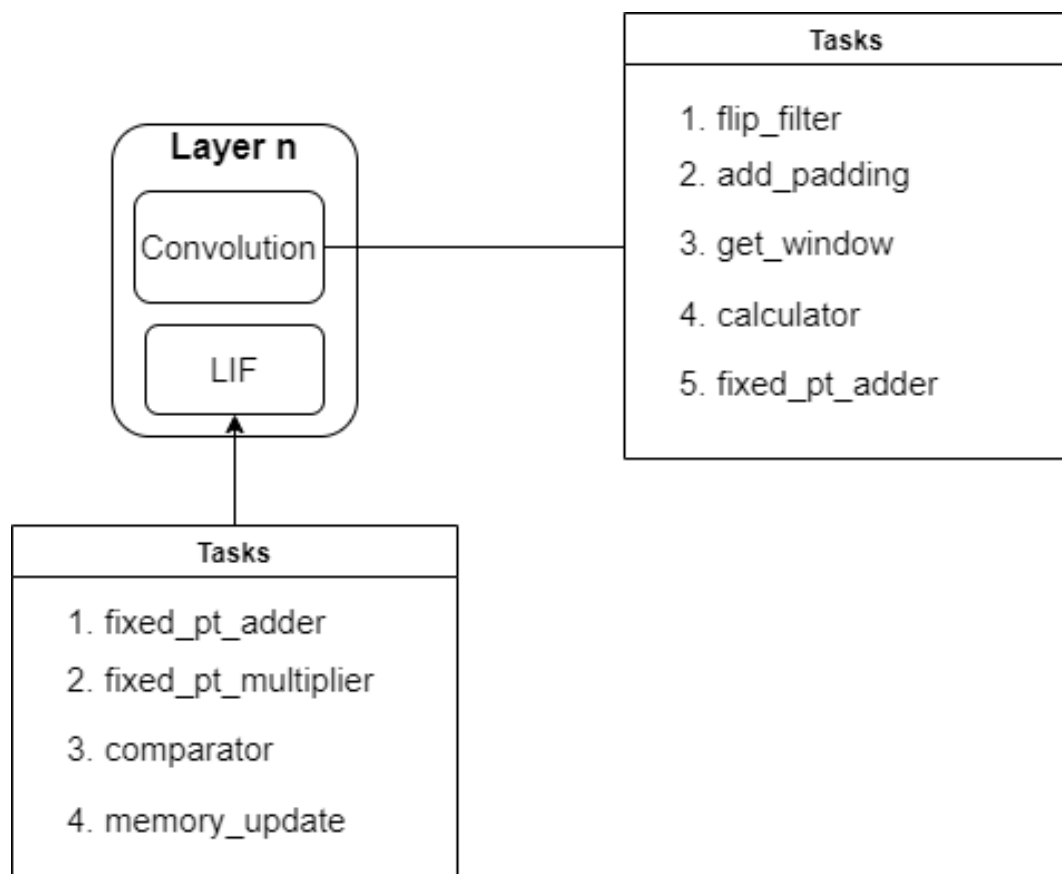 Tasks
1. flip_filter
2. add_padding
3. get_window
4. calculator
5. fixed_pt_adder
Layer n
Convolution
LIF
Tasks
1. fixed_pt_adder
2. fixed_pt_multiplier
3. comparator
4. memory_update